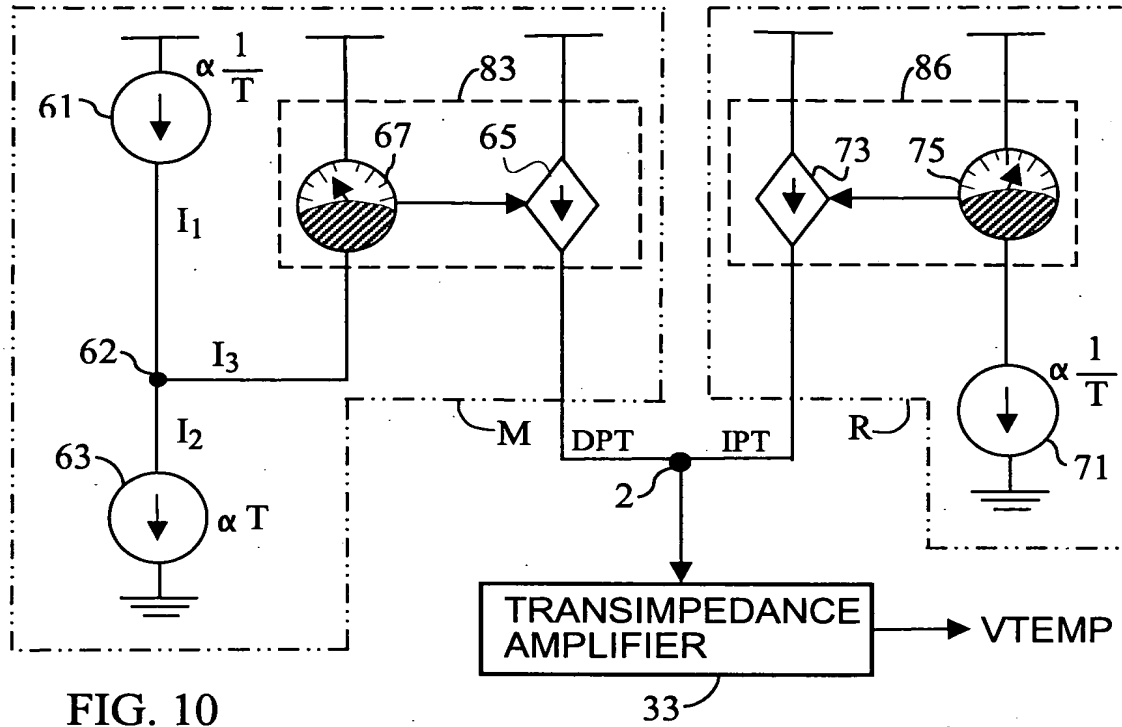 83
86
α 1/T
61
67
65
73
75
I1
62
I3
α 1/T
I2
M
DPT
IPT
R
63
71
2
α T
TRANSIMPEDANCE
AMPLIFIER
VTEMP
33
FIG. 10